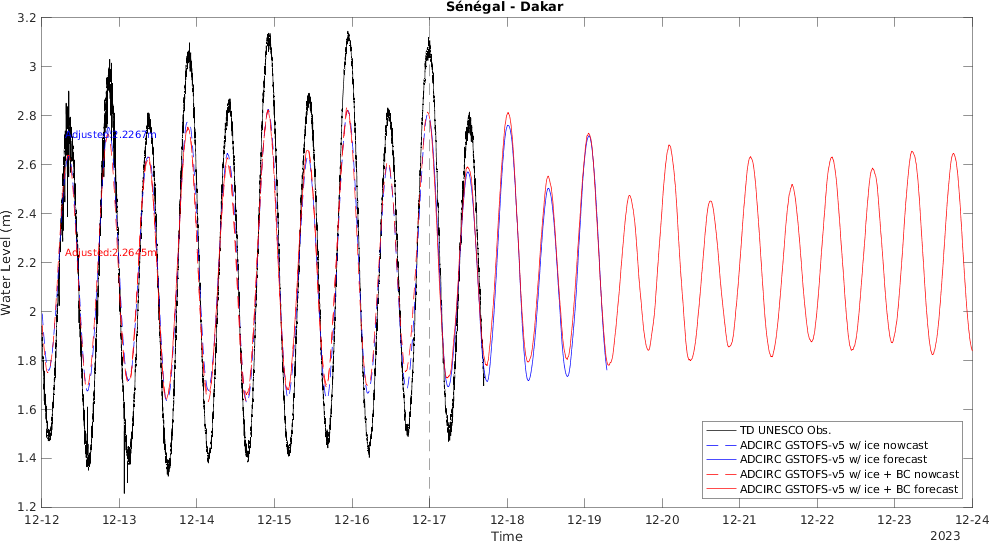 Sénégal - Dakar
3.2
3
2.8
2.6
2.4
2.2
2
1.8
1.6
1.4
1.2
Water Level (m)
Adjusted:2.2267m
Adjusted:2.2645m
TD UNESCO Obs.
ADCIRC GSTOFS-v5 w/ ice nowcast
ADCIRC GSTOFS-v5 w/ ice forecast
ADCIRC GSTOFS-v5 w/ ice + BC nowcast
ADCIRC GSTOFS-v5 w/ ice + BC forecast
12-12 12-13 12-14 12-15 12-16 12-17 12-18 12-19 12-20 12-21 12-22 12-23 12-24
Time
2023